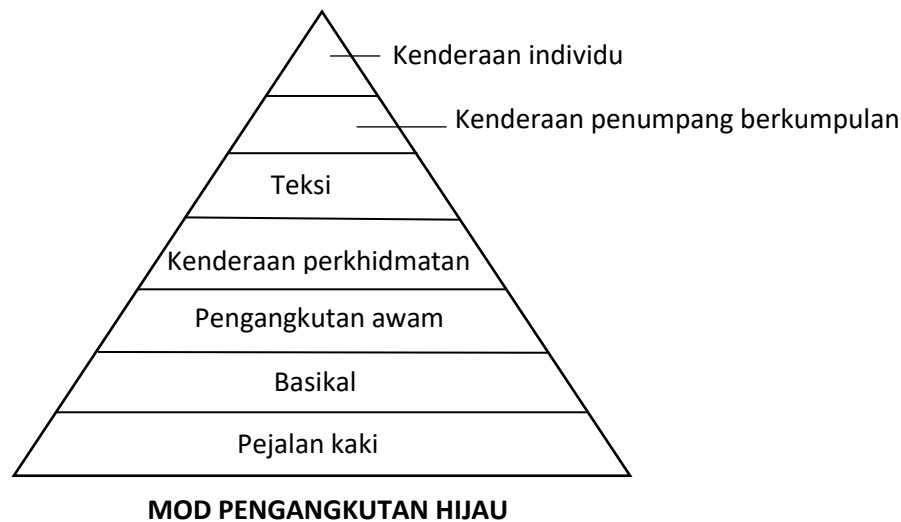 Kenderaan individu
Kenderaan penumpang berkumpulan
Teksi
Kenderaan perkhidmatan
Pengangkutan awam
Basikal
Pejalan kaki
MOD PENGANGKUTAN HIJAU